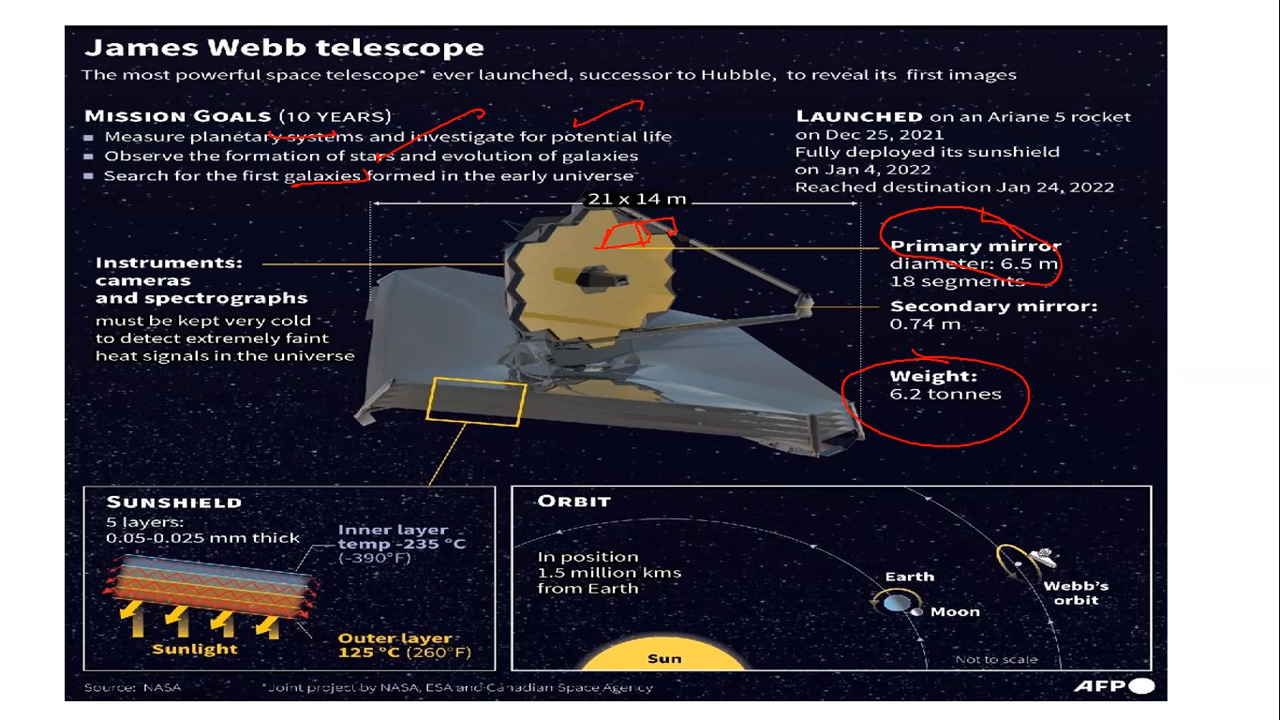 James Webb telescope
The most powerful space telescope* ever launched, successor to Hubble, to reveal its first images
MISSION GOALS (10 YEARS)
Measure planetary systems and investigate for potential life
Observe the formation of stars and evolution of galaxies
Search for the first galaxies formed in the early universe
LAUNCHED on an Ariane 5 rocket
on Dec 25, 2021
Fully deployed its sunshield
on Jan 4, 2022
Reached destination Jan 24, 2022
21 x 14 m
Instruments:
cameras
and spectrographs
must be kept very cold
to detect extremely faint
heat signals in the universe
Primary mirror
diameter: 6.5 m
18 segments
Secondary mirror:
0.74 m
Weight:
6.2 tonnes
SUNSHIELD
5 layers:
0.05-0.025 mm thick
Inner layer
temp -235 °C
(-390°F)
Sunlight
Outer layer
125 °C (260°F)
ORBIT
In position
1.5 million kms
from Earth
Earth
Moon
Webb's
orbit
Sun
Not to scale
Source: NASA
*Joint project by NASA, ESA and Canadian Space Agency
AFP